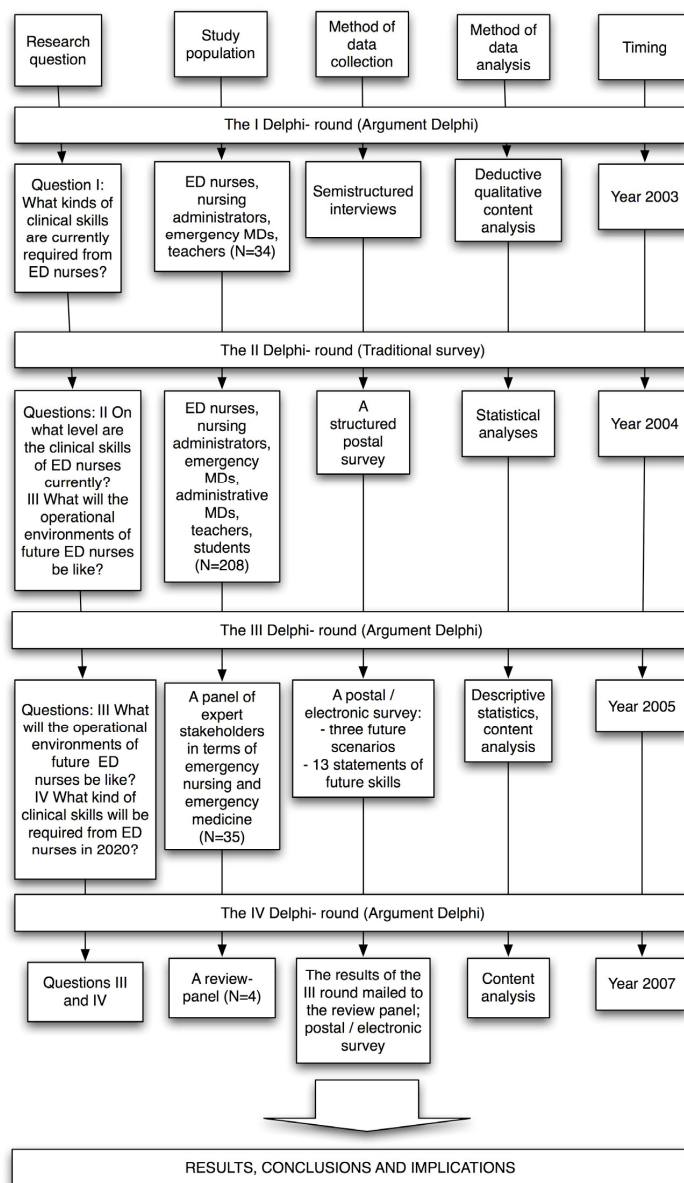 Research
question
Study
population
Method of
data
collection
Method of
data
analysis
Timing
The I Delphi- round (Argument Delphi)
Question I:
What kinds of
clinical skills
are currently
required from
ED nurses?
ED nurses,
nursing
administrators,
emergency MDs,
teachers (N=34)
Semistructured
interviews
Deductive
qualitative
content
analysis
Year 2003
The II Delphi- round (Traditional survey)
Questions: II On
what level are
the clinical skills
of ED nurses
currently?
III What will the
operational
environments of
future ED nurses
be like?
ED nurses,
nursing
administrators,
emergency
MDs,
administrative
MDs,
teachers,
students
(N=208)
A
structured
postal
survey
Statistical
analyses
Year 2004
The III Delphi- round (Argument Delphi)
Questions: III What
will the operational
environments of
future ED
nurses be like?
IV What kind of
clinical skills will be
required from ED
nurses in 2020?
A panel of
expert
stakeholders
in terms of
emergency
nursing and
emergency
medicine
(N=35)
A postal /
electronic survey:
- three future
scenarios
- 13 statements of
future skills
Descriptive
statistics,
content
analysis
Year 2005
The IV Delphi- round (Argument Delphi)
Questions III
and IV
A review-
panel (N=4)
The results of the
III round mailed to
the review panel;
postal / electronic
survey
Content
analysis
Year 2007
RESULTS, CONCLUSIONS AND IMPLICATIONS